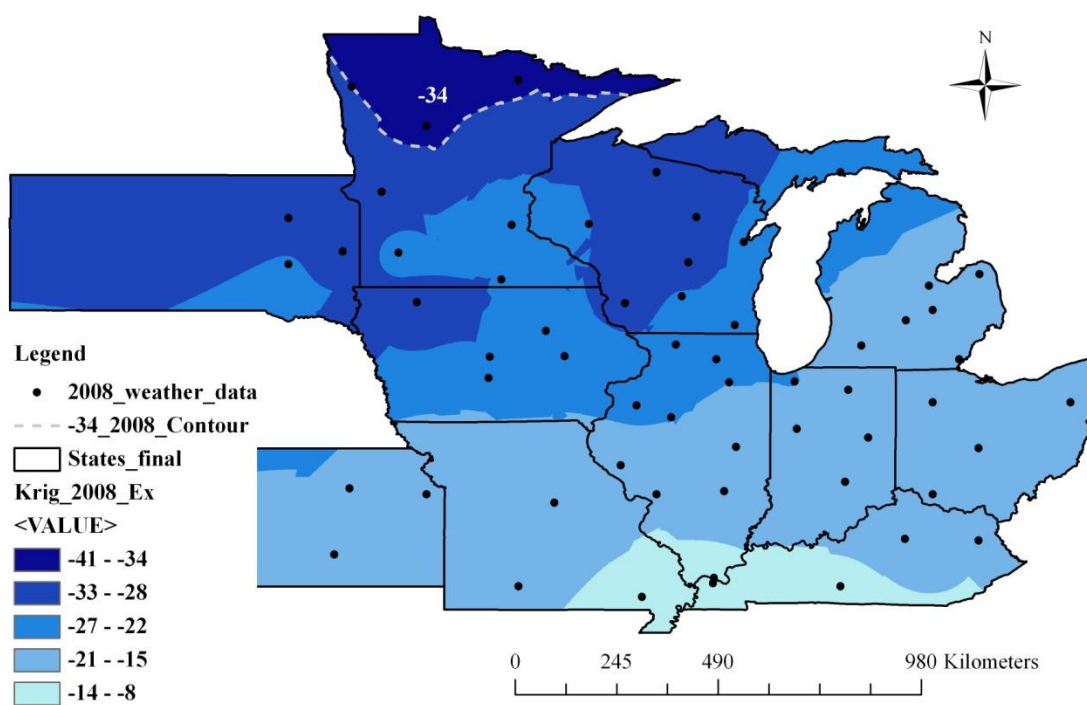 N
-34
Legend
2008_weather_data
-34_2008_Contour
States_final
Krig_2008_Ex
<VALUE>
-41 - -34
-33 - -28
-27 - -22
-21 - -15
-14 - -8
0 245 490 980 Kilometers